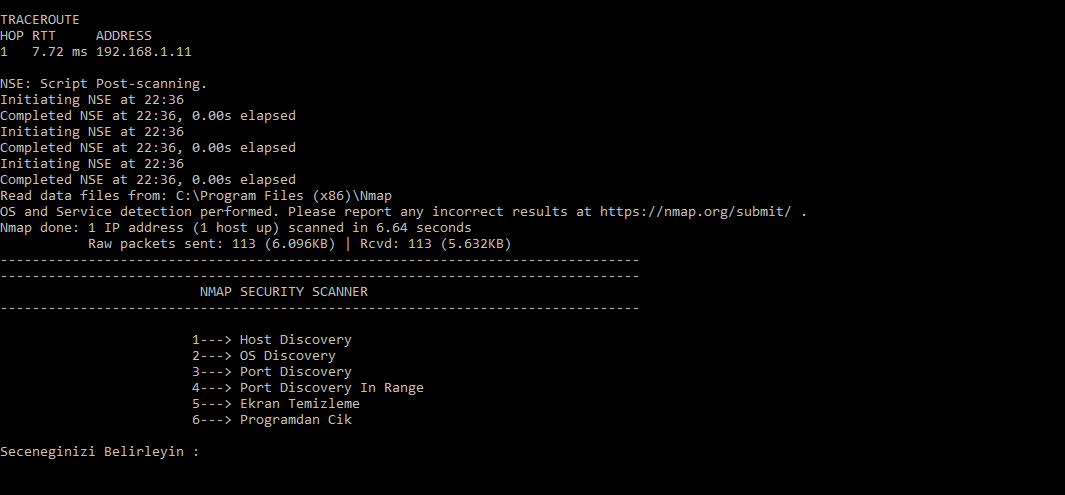 TRACEROUTE
HOP RTT     ADDRESS
1   7.72 ms 192.168.1.11
NSE: Script Post-scanning.
Initiating NSE at 22:36
Completed NSE at 22:36, 0.00s elapsed
Initiating NSE at 22:36
Completed NSE at 22:36, 0.00s elapsed
Initiating NSE at 22:36
Completed NSE at 22:36, 0.00s elapsed
Read data files from: C:\Program Files (x86)\Nmap
OS and Service detection performed. Please report any incorrect results at https://nmap.org/submit/ .
Nmap done: 1 IP address (1 host up) scanned in 6.64 seconds
           Raw packets sent: 113 (6.096KB) | Rcvd: 113 (5.632KB)
--------------------------------------------------------------------------------
--------------------------------------------------------------------------------
                         NMAP SECURITY SCANNER
--------------------------------------------------------------------------------
                        1---> Host Discovery
                        2---> OS Discovery
                        3---> Port Discovery
                        4---> Port Discovery In Range
                        5---> Ekran Temizleme
                        6---> Programdan Cik
Seceneginizi Belirleyin :